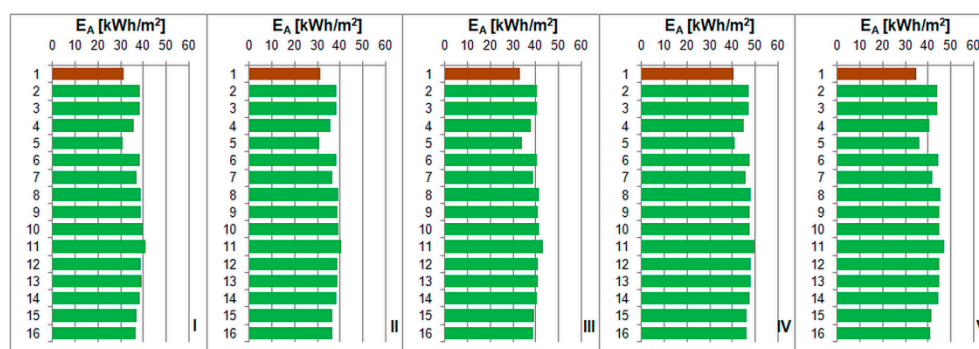 E_A [kWh/m²] E_A [kWh/m²] E_A [kWh/m²] E_A [kWh/m²] E_A [kWh/m²]
0 10 20 30 40 50 60 0 10 20 30 40 50 60 0 10 20 30 40 50 60 0 10 20 30 40 50 60 0 10 20 30 40 50 60
1 1 1 1 1
2 2 2 2 2
3 3 3 3 3
4 4 4 4 4
5 5 5 5 5
6 6 6 6 6
7 7 7 7 7
8 8 8 8 8
9 9 9 9 9
10 10 10 10 10
11 11 11 11 11
12 12 12 12 12
13 13 13 13 13
14 14 14 14 14
15 15 15 15 15
I II III IV V
16 16 16 16 16